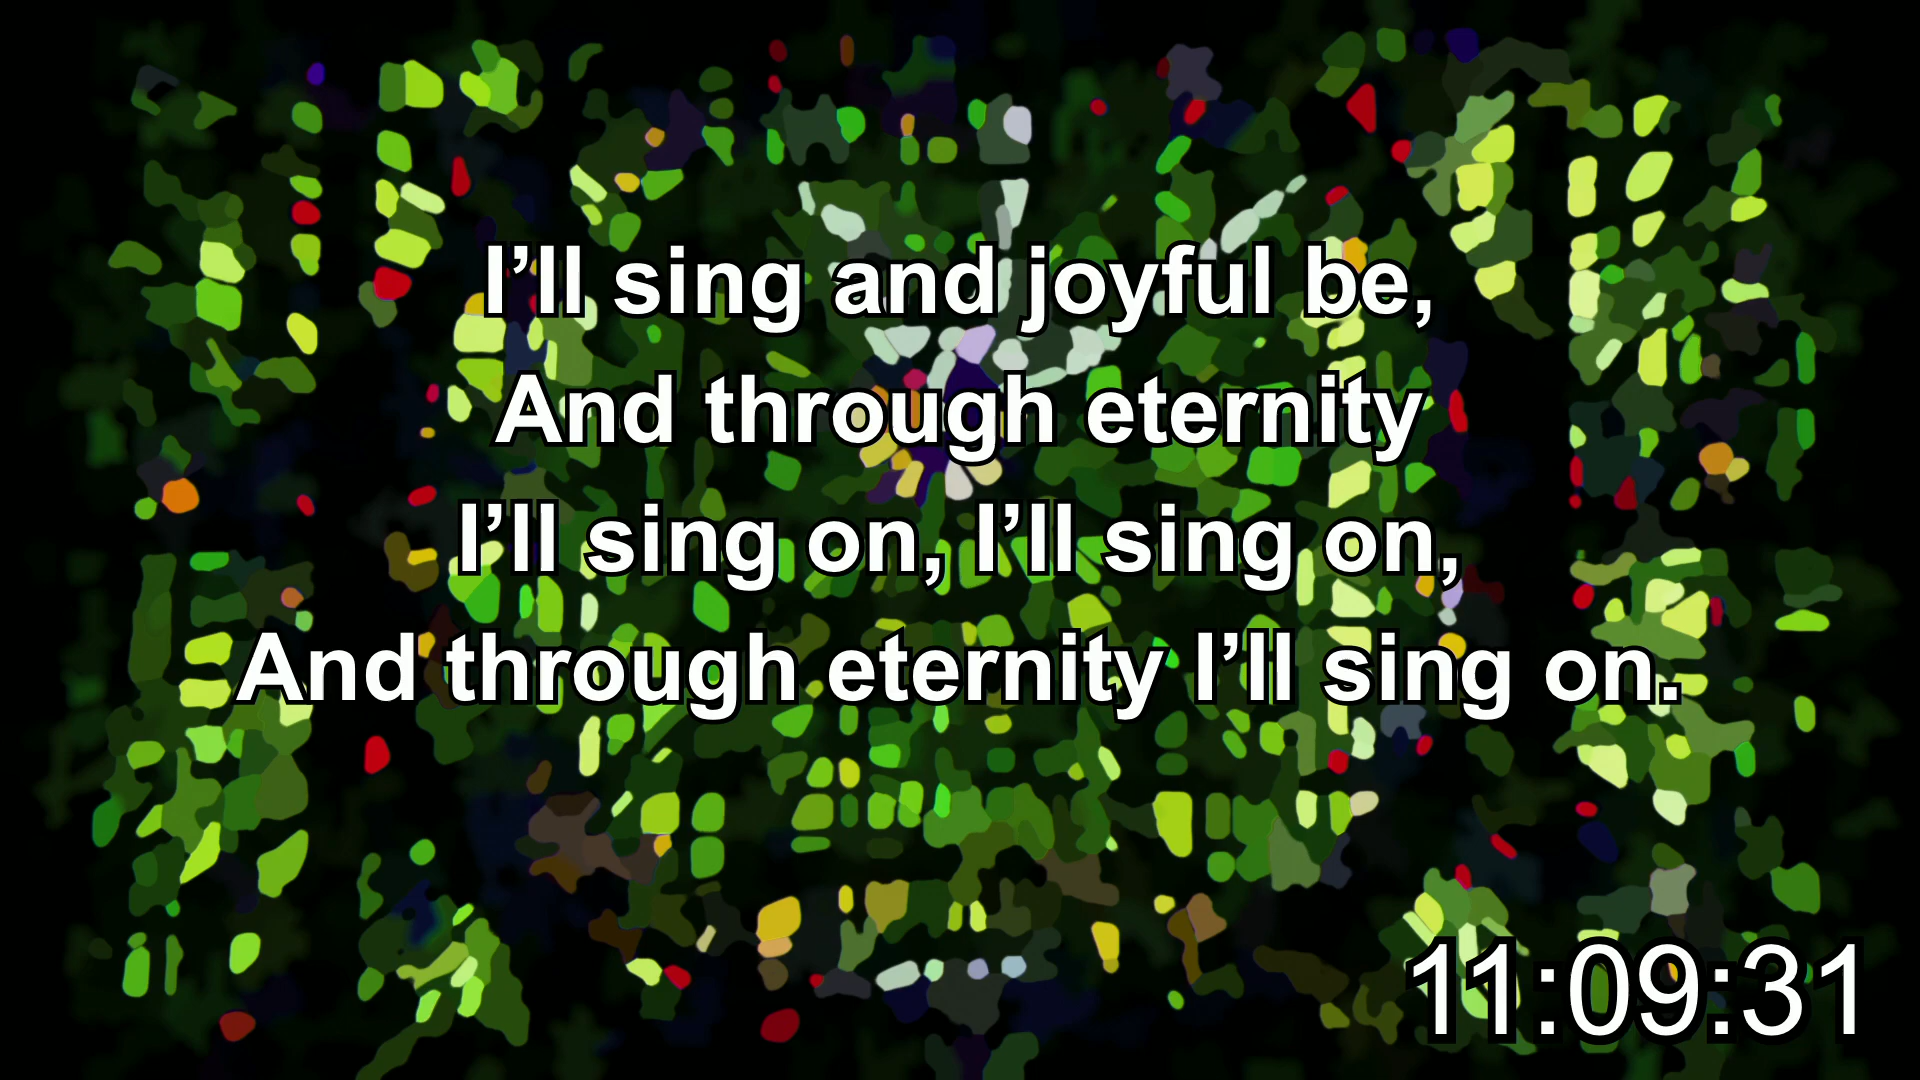 I’ll sing and joyful be,
And through eternity
I’ll sing on, I’ll sing on,
And through eternity I’ll sing on.
11:09:31